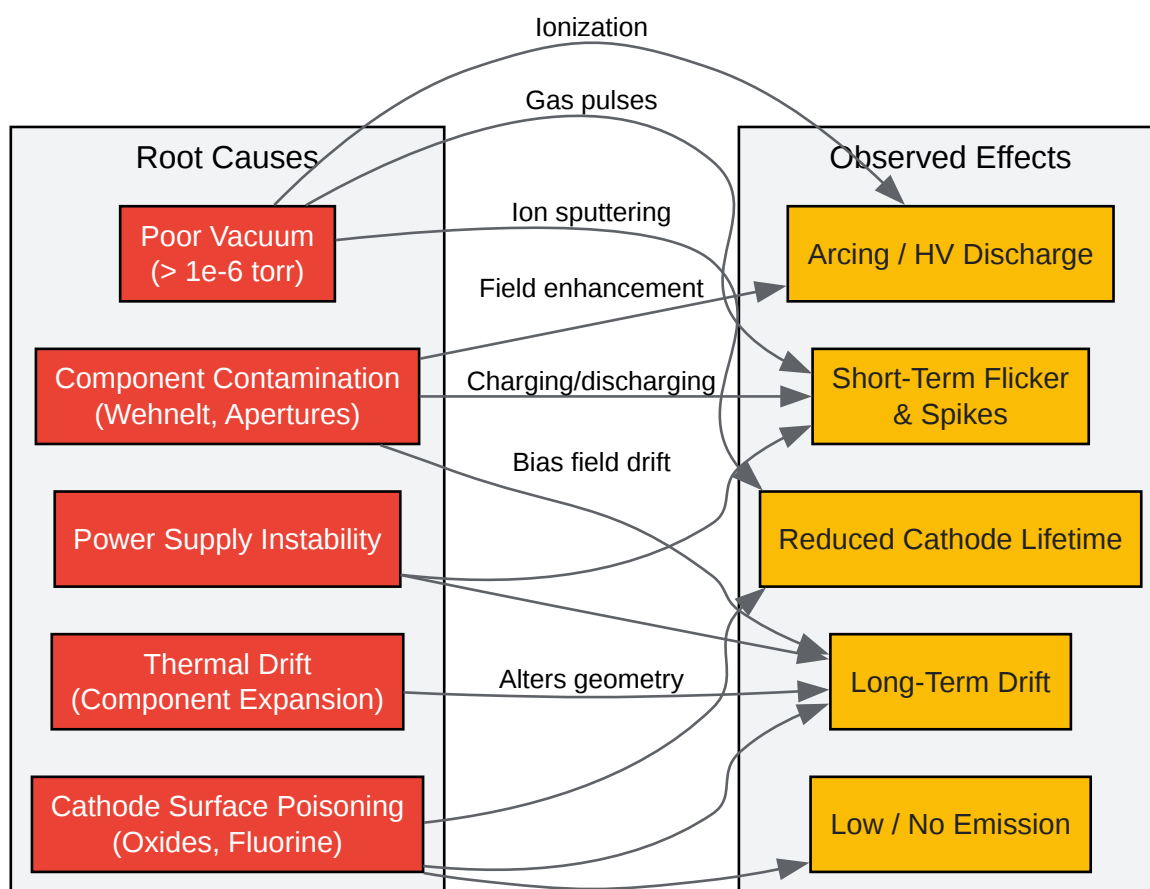 Ionization
Gas pulses
Root Causes
Observed Effects
Poor Vacuum
(> 1e-6 torr)
Ion sputtering
Arcing / HV Discharge
Field enhancement
Component Contamination
(Wehnelt, Apertures)
Charging/discharging
Short-Term Flicker
& Spikes
Bias field drift
Power Supply Instability
Reduced Cathode Lifetime
Thermal Drift
(Component Expansion)
Alters geometry
Long-Term Drift
Cathode Surface Poisoning
(Oxides, Fluorine)
Low / No Emission